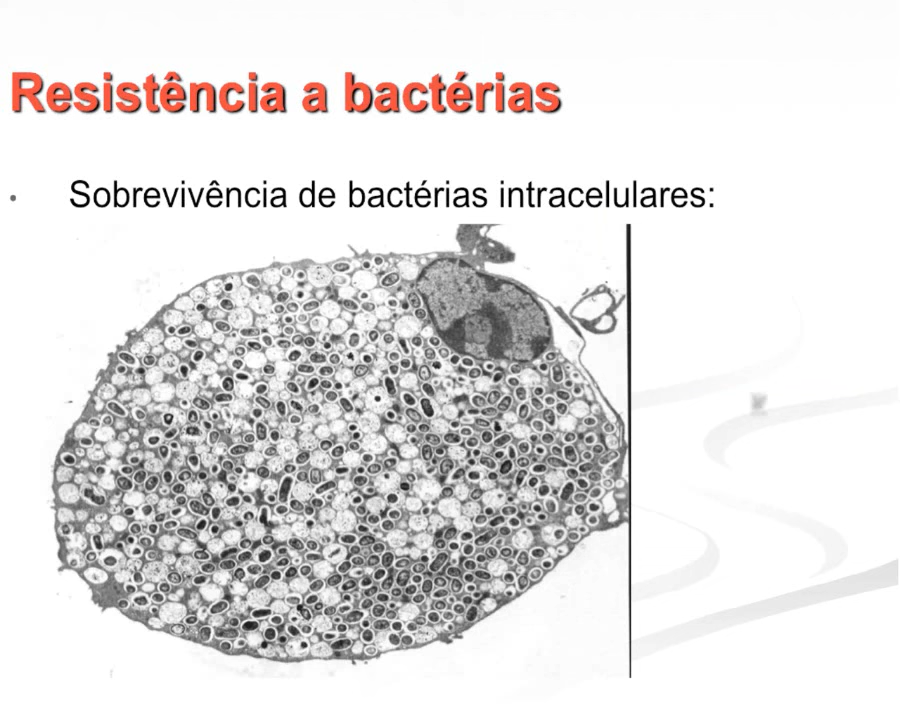 Resistência a bactérias
• Sobrevivência de bactérias intracelulares: